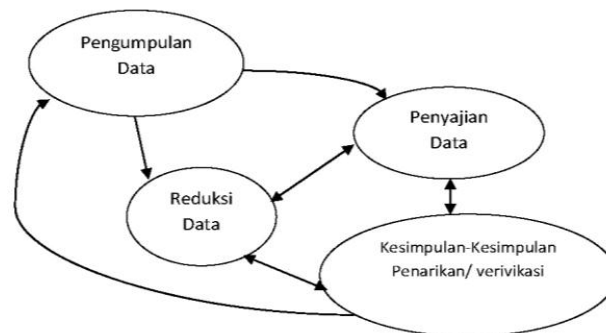 Pengumpulan
Data
Penyajian
Data
Reduksi
Data
Kesimpulan-Kesimpulan
Penarikan/ verivikasi